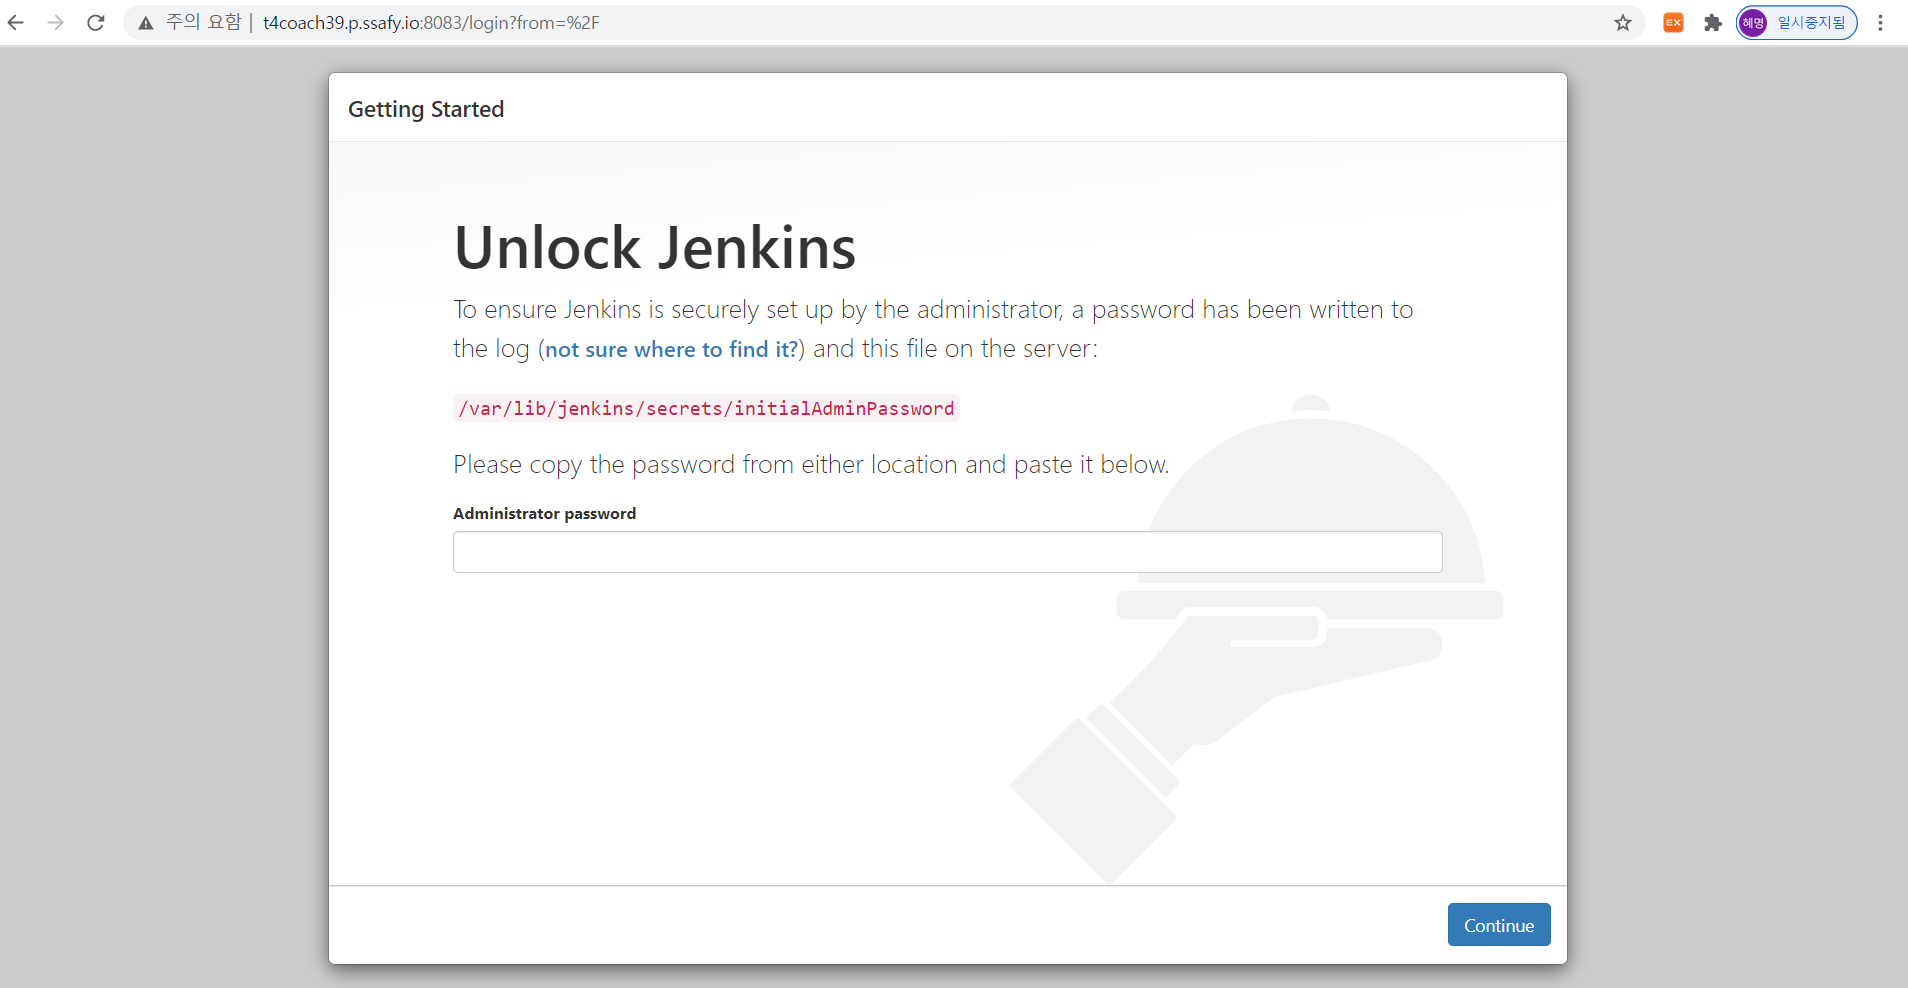 주의 요함 | t4coach39.p.ssafy.io:8083/login?from=%2F
EX
혜명 일시중지됨
Getting Started
Unlock Jenkins
To ensure Jenkins is securely set up by the administrator, a password has been written to
the log (not sure where to find it?) and this file on the server:
/var/lib/jenkins/secrets/initialAdminPassword
Please copy the password from either location and paste it below.
Administrator password
Continue